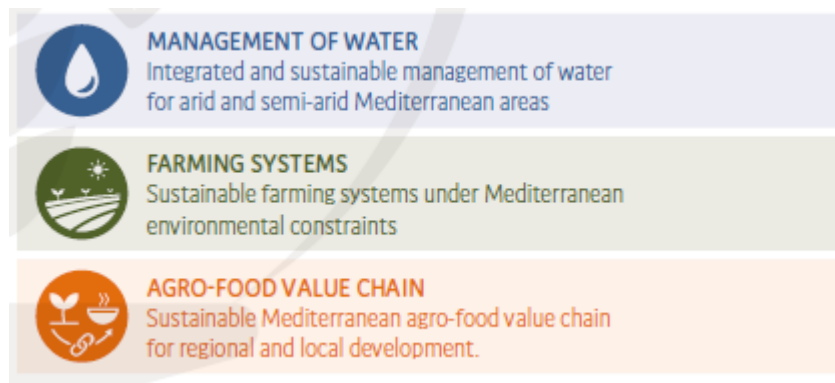 MANAGEMENT OF WATER
Integrated and sustainable management of water
for arid and semi-arid Mediterranean areas
FARMING SYSTEMS
Sustainable farming systems under Mediterranean
environmental constraints
AGRO-FOOD VALUE CHAIN
Sustainable Mediterranean agro-food value chain
for regional and local development.